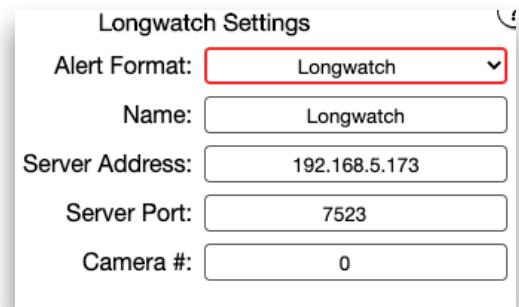 Longwatch Settings
?
Alert Format: Longwatch
Name: Longwatch
Server Address: 192.168.5.173
Server Port: 7523
Camera #: 0